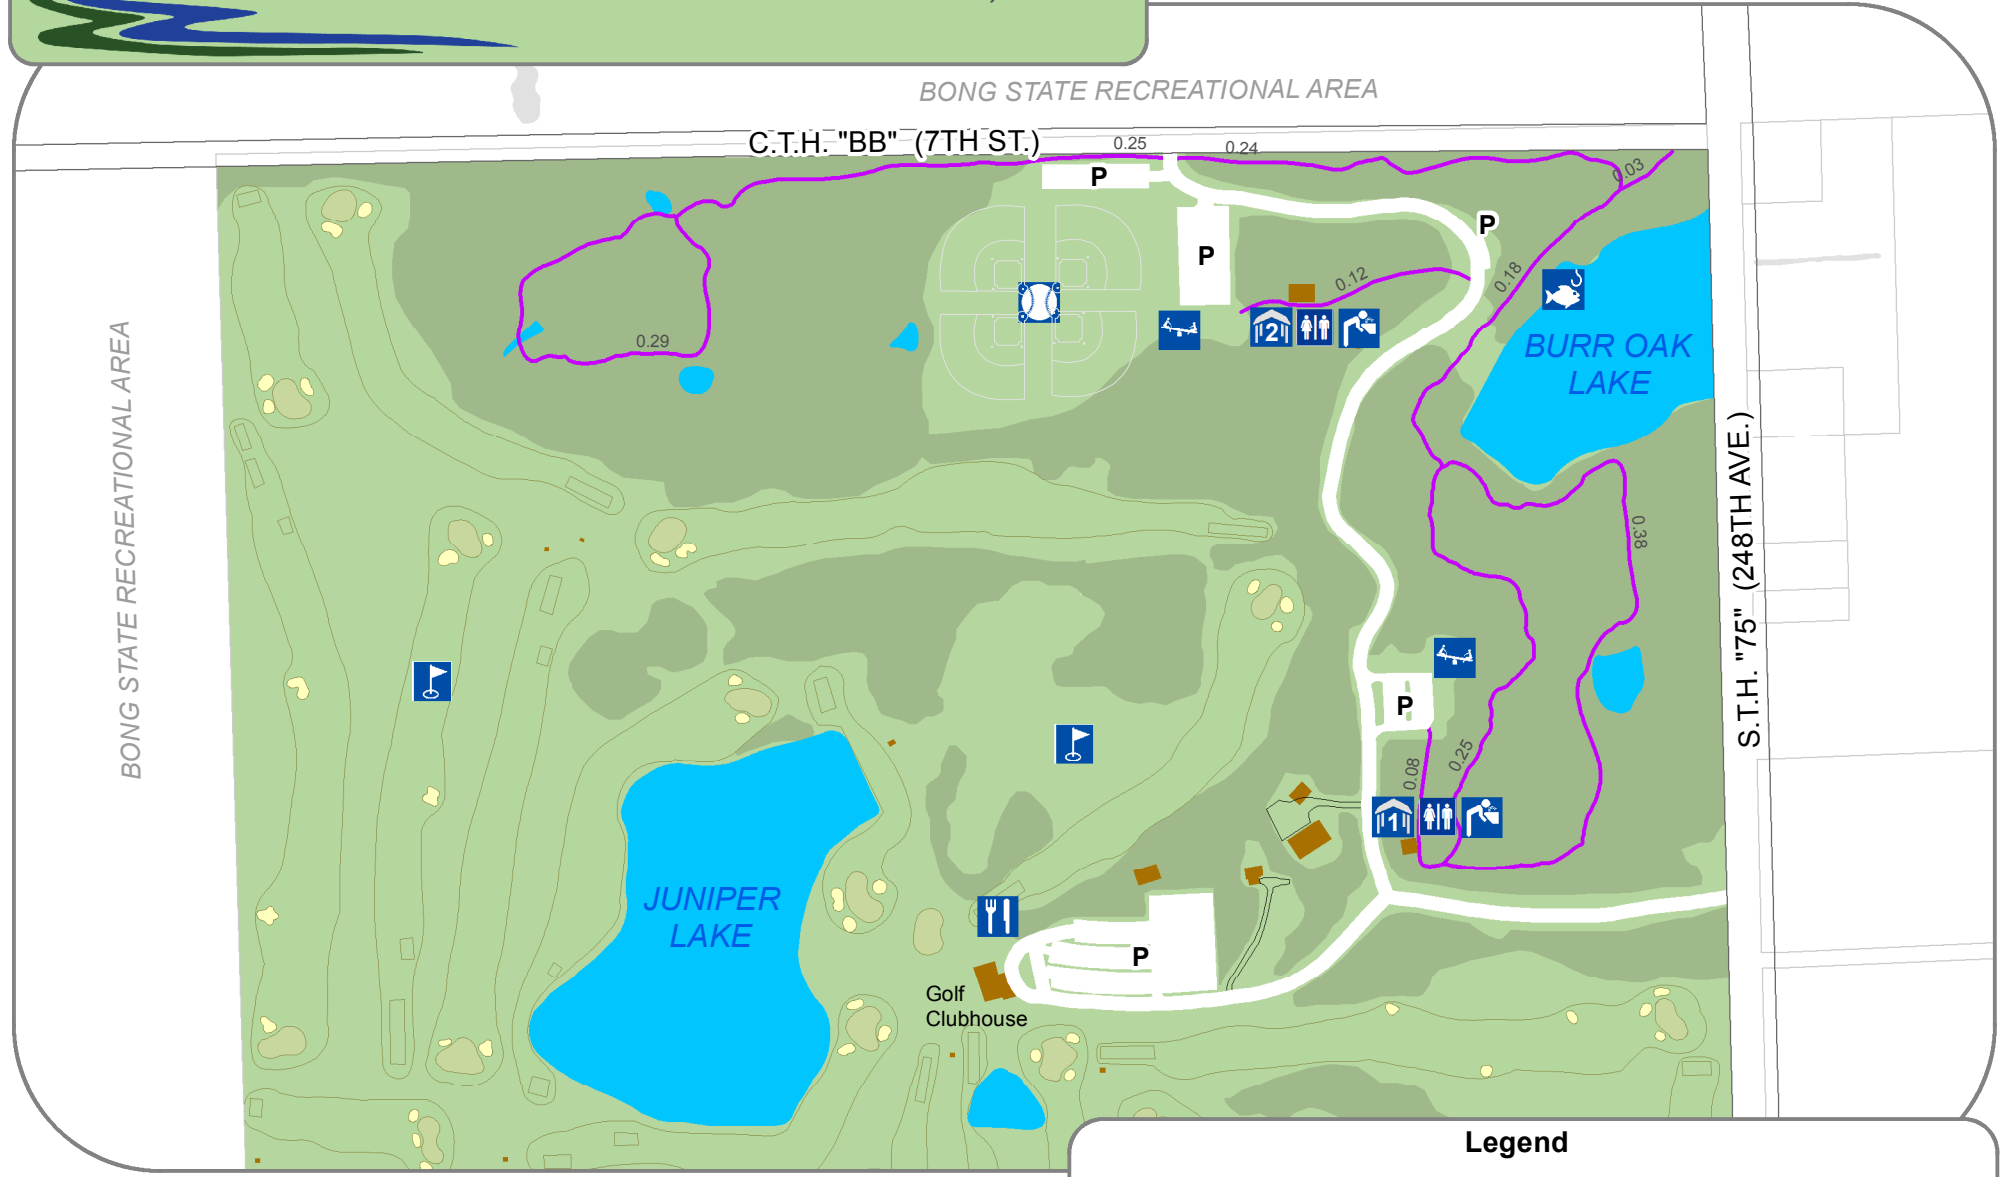 BONG STATE RECREATIONAL AREA
C.T.H. "BB" (7TH ST.)
0.25
0.24
0.03
P
P
P
0.18
0.12
2
BURR OAK
LAKE
0.29
BONG STATE RECREATIONAL AREA
S.T.H. "75" (248TH AVE.)
0.38
P
0.08
0.25
1
JUNIPER
LAKE
P
Golf
Clubhouse
Legend